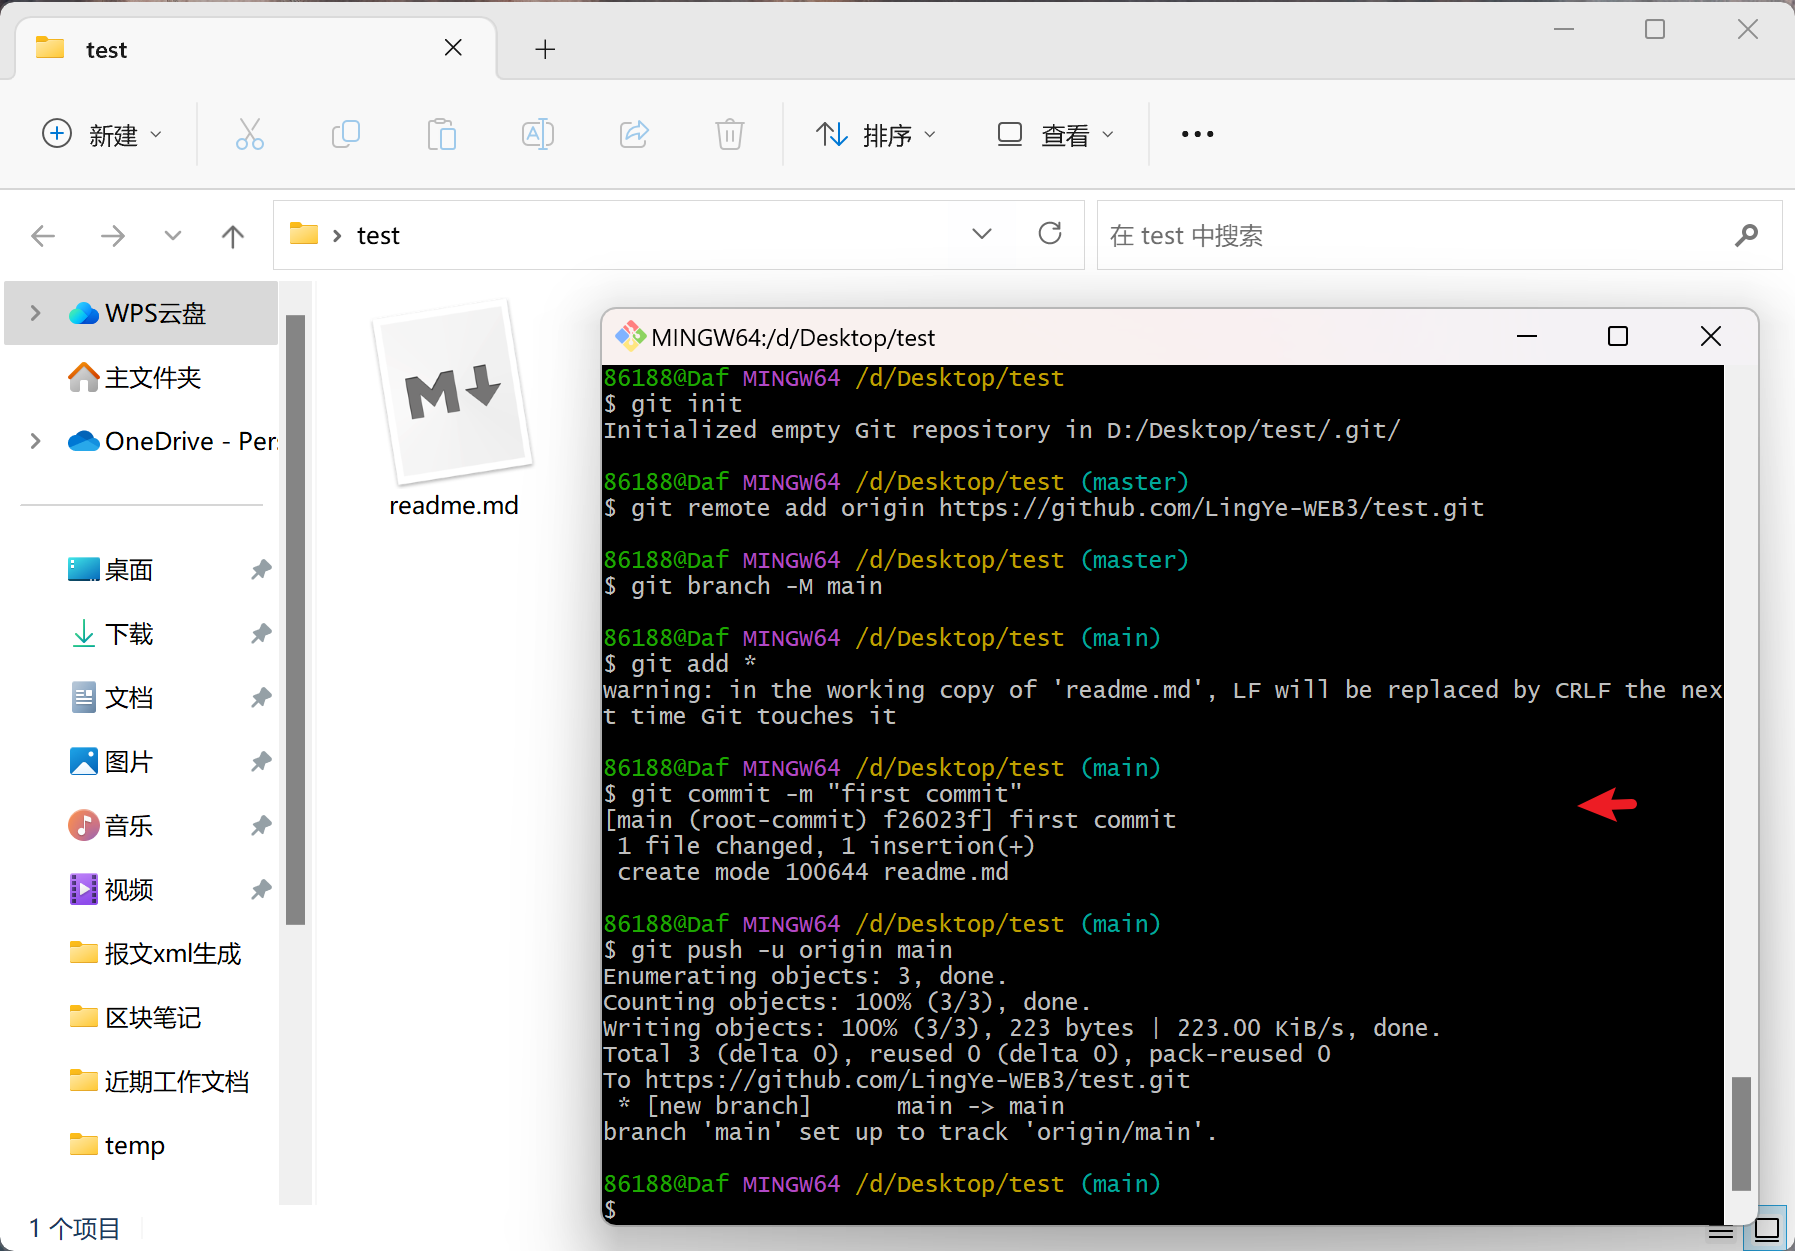 test
新建
排序
查看
test
在 test 中搜索
WPS云盘
主文件夹
OneDrive - Per
桌面
下载
文档
图片
音乐
视频
报文xml生成
区块笔记
近期工作文档
temp
1 个项目
M
readme.md
MINGW64:/d/Desktop/test
86188@Daf MINGW64 /d/Desktop/test
$ git init
Initialized empty Git repository in D:/Desktop/test/.git/
86188@Daf MINGW64 /d/Desktop/test (master)
$ git remote add origin https://github.com/LingYe-WEB3/test.git
86188@Daf MINGW64 /d/Desktop/test (master)
$ git branch -M main
86188@Daf MINGW64 /d/Desktop/test (main)
$ git add *
warning: in the working copy of 'readme.md', LF will be replaced by CRLF the nex
t time Git touches it
86188@Daf MINGW64 /d/Desktop/test (main)
$ git commit -m "first commit"
[main (root-commit) f26023f] first commit
 1 file changed, 1 insertion(+)
 create mode 100644 readme.md
86188@Daf MINGW64 /d/Desktop/test (main)
$ git push -u origin main
Enumerating objects: 3, done.
Counting objects: 100% (3/3), done.
Writing objects: 100% (3/3), 223 bytes | 223.00 KiB/s, done.
Total 3 (delta 0), reused 0 (delta 0), pack-reused 0
To https://github.com/LingYe-WEB3/test.git
 * [new branch]      main -> main
branch 'main' set up to track 'origin/main'.
86188@Daf MINGW64 /d/Desktop/test (main)
$